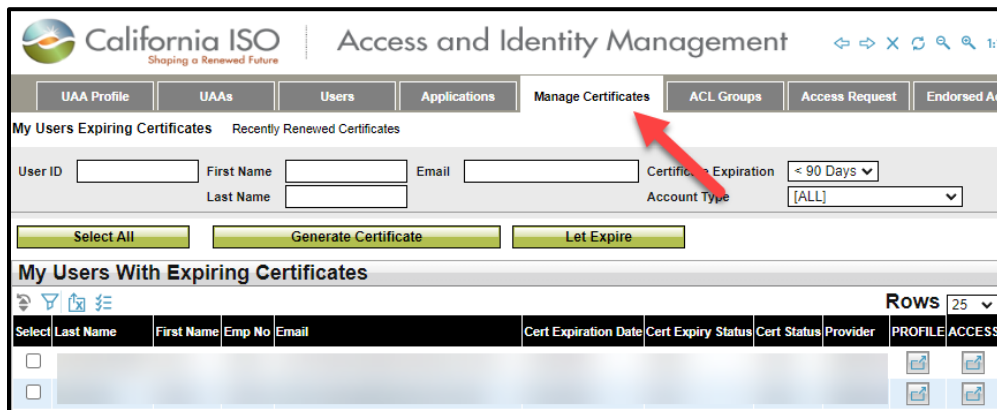 California ISO Access and Identity Management
Shaping a Renewed Future
UAA Profile UAAs Users Applications Manage Certificates ACL Groups Access Request Endorsed
My Users Expiring Certificates Recently Renewed Certificates
User ID First Name Email Certificate Expiration < 90 Days
Last Name Account Type [ALL]
Select All Generate Certificate Let Expire
My Users With Expiring Certificates
Rows 25
Select Last Name First Name Emp No Email Cert Expiration Date Cert Expiry Status Cert Status Provider PROFILE ACCESS